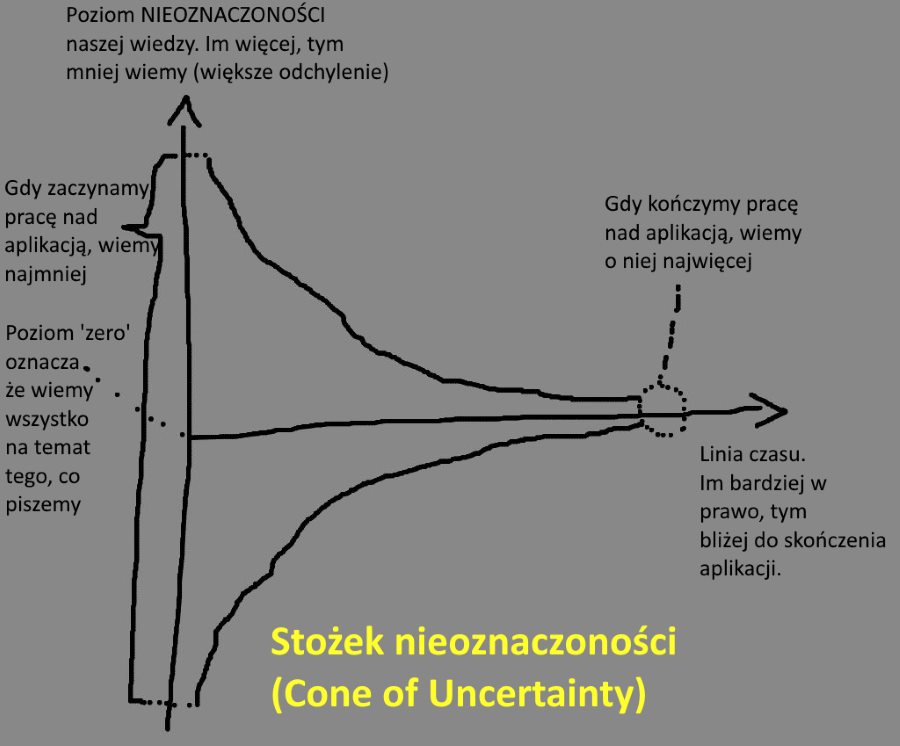 Poziom NIEOZNACZONOŚCI
naszej wiedzy. Im więcej, tym
mniej wiemy (większe odchylenie)
Gdy zaczynamy
pracę nad
aplikacją, wiemy
najmniej
Gdy kończymy pracę
nad aplikacją, wiemy
o niej najwięcej
Poziom 'zero'
oznacza
że wiemy
wszystko
na temat
tego, co
piszemy
Linia czasu.
Im bardziej w
prawo, tym
bliżej do skończenia
aplikacji.
Stożek nieoznaczoności
(Cone of Uncertainty)